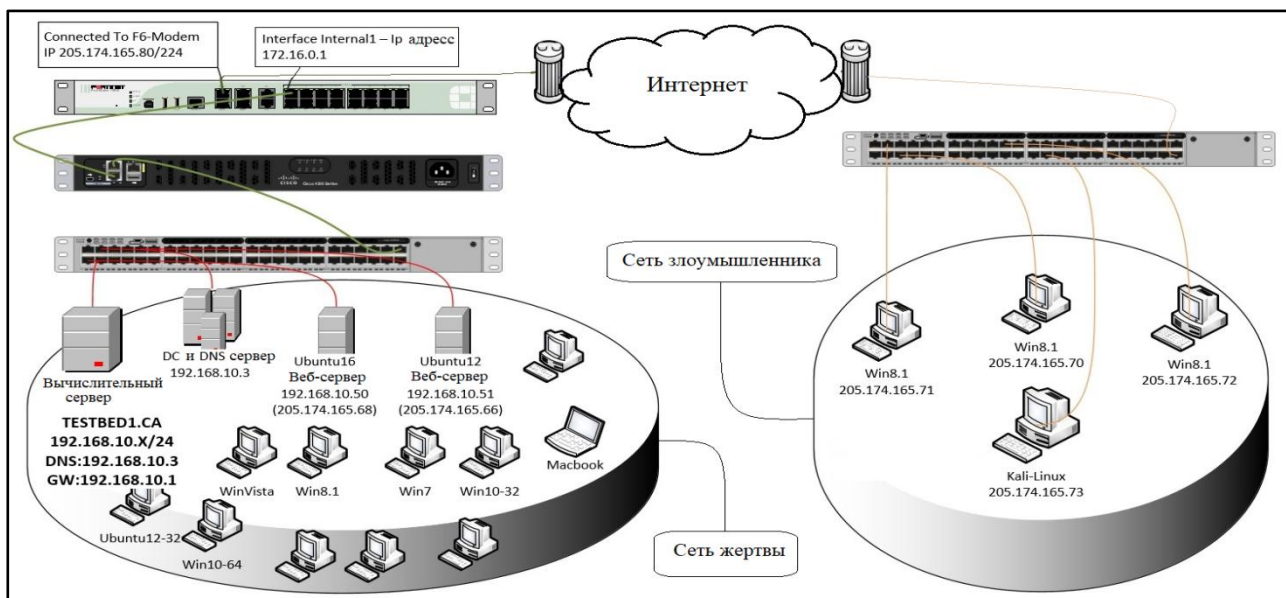 Connected To F6-Modem
IP 205.174.165.80/224
Interface Internal1 – Ip адресс
172.16.0.1
Интернет
Сеть злоумышленника
Вычислительный
сервер
DC и DNS сервер
192.168.10.3
Ubuntu16
Веб-сервер
192.168.10.50
(205.174.165.68)
Ubuntu12
Веб-сервер
192.168.10.51
(205.174.165.66)
TESTBED1.CA
192.168.10.X/24
DNS:192.168.10.3
GW:192.168.10.1
WinVista
Win8.1
Win7
Win10-32
Macbook
Ubuntu12-32
Win10-64
Сеть жертвы
Win8.1
205.174.165.71
Win8.1
205.174.165.70
Win8.1
205.174.165.72
Kali-Linux
205.174.165.73